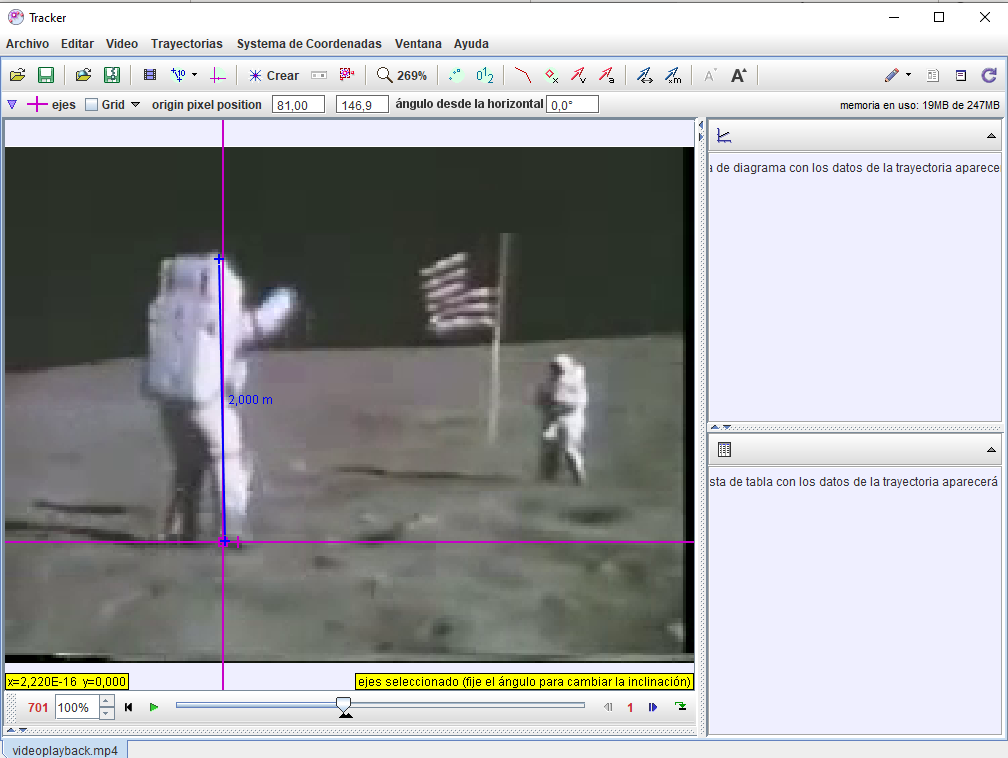 Tracker
Archivo Editar Video Trayectorias Systema de Coordenadas Ventana Ayuda
Crear 269%
ejes Grid origin pixel position 81,00 146,9 ángulo desde la horizontal 0,0° memoria en uso: 19MB de 247MB
a de diagrama con los datos de la trayectoria aparece
2,000 m
sta de tabla con los datos de la trayectoria aparecerá
x=2,220E-16 y=0,000 ejes seleccionado (fije el ángulo para cambiar la inclinación)
701 100% 1
videoplayback.mp4